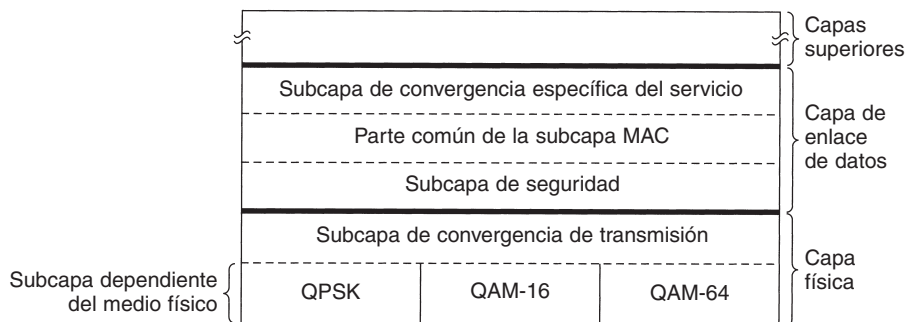 Capas
superiores
Subcapa de convergencia específica del servicio
Parte común de la subcapa MAC
Subcapa de seguridad
Capa de
enlace
de datos
Subcapa de convergencia de transmisión
Subcapa dependiente
del medio físico
QPSK
QAM-16
QAM-64
Capa
física